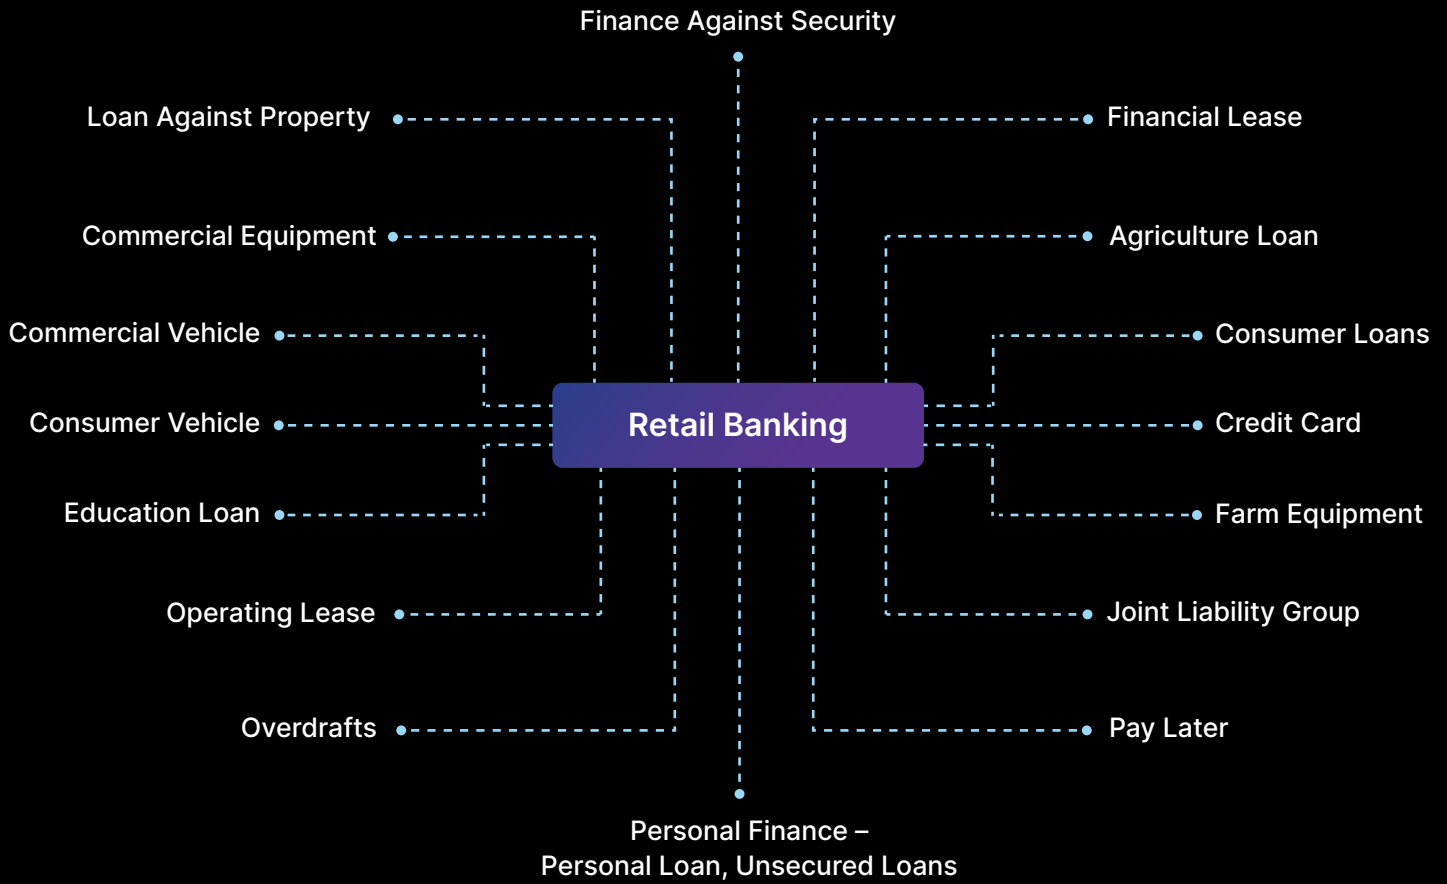 Finance Against Security
Loan Against Property
Financial Lease
Commercial Equipment
Agriculture Loan
Commercial Vehicle
Consumer Loans
Consumer Vehicle
Retail Banking
Credit Card
Education Loan
Farm Equipment
Operating Lease
Joint Liability Group
Overdrafts
Pay Later
Personal Finance –
Personal Loan, Unsecured Loans